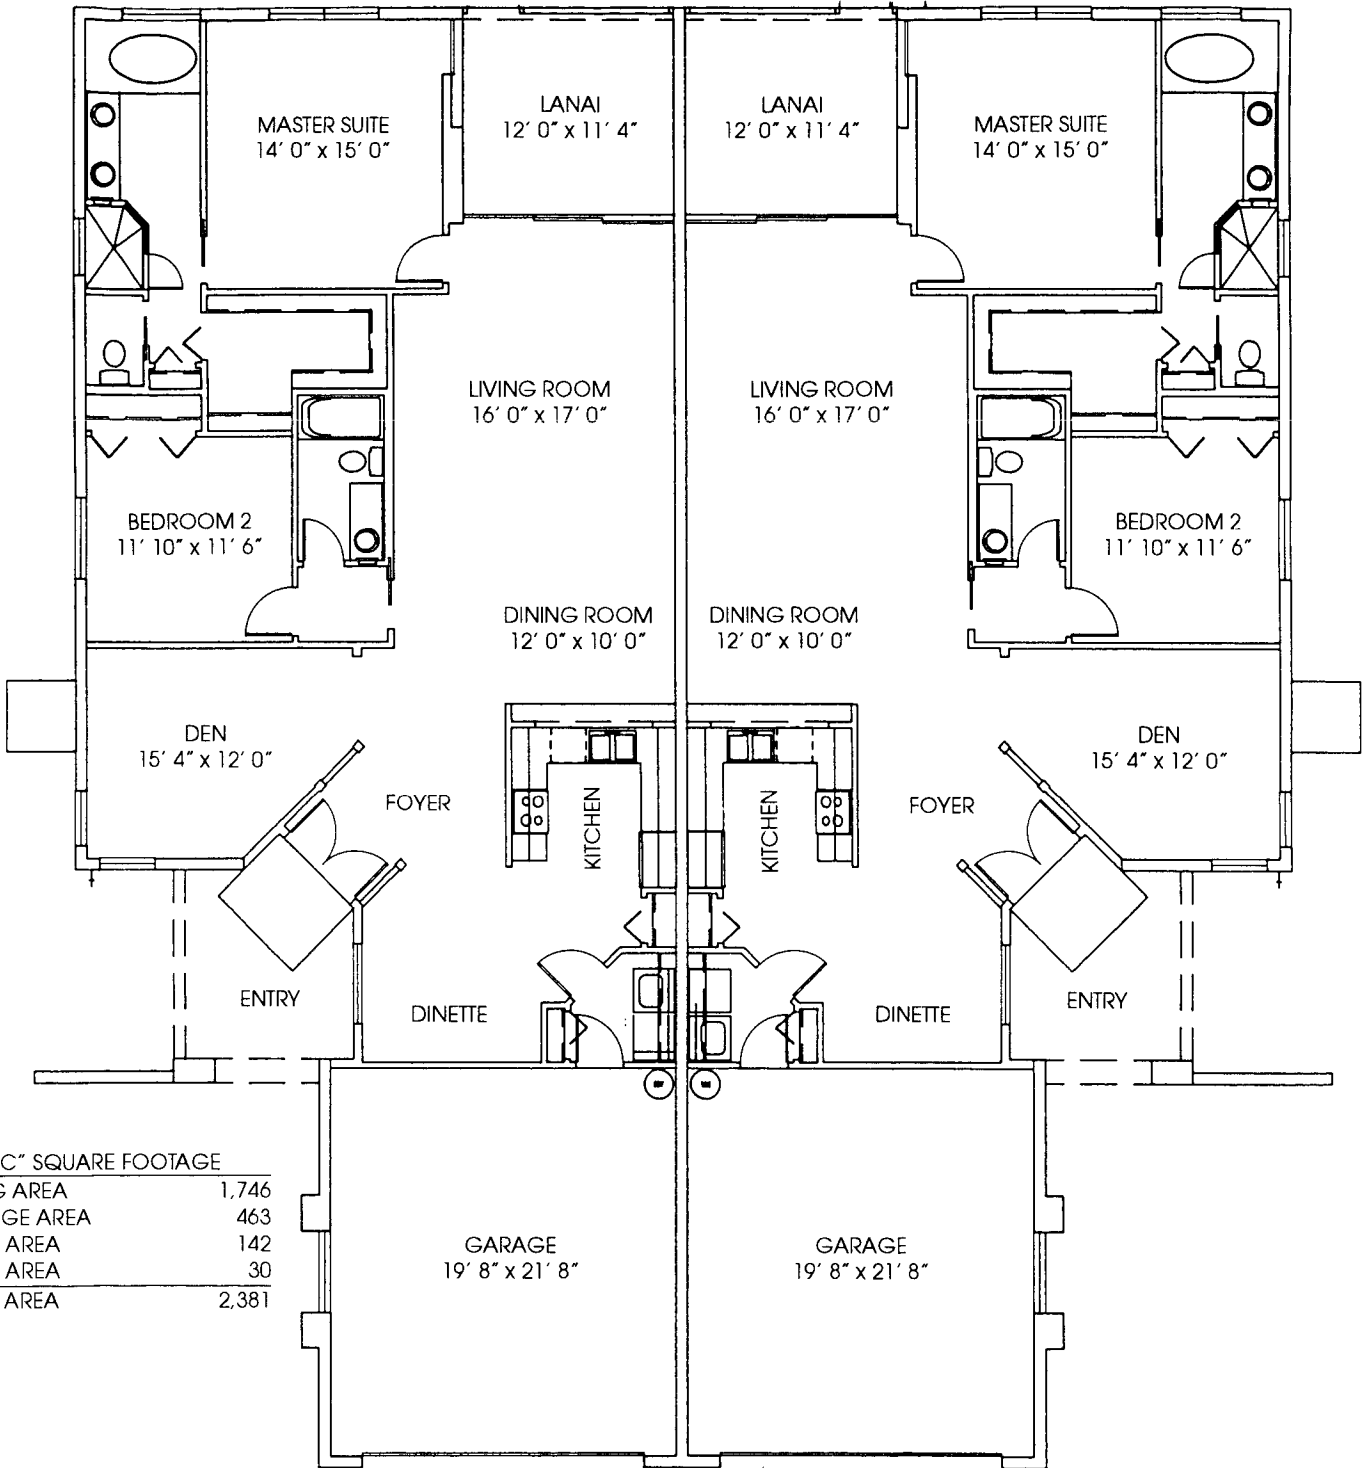 LANAI
12' 0" x 11' 4"
LANAI
12' 0" x 11' 4"
MASTER SUITE
14' 0" x 15' 0"
MASTER SUITE
14' 0" x 15' 0"
LIVING ROOM
16' 0" x 17' 0"
LIVING ROOM
16' 0" x 17' 0"
BEDROOM 2
11' 10" x 11' 6"
BEDROOM 2
11' 10" x 11' 6"
DINING ROOM
12' 0" x 10' 0"
DINING ROOM
12' 0" x 10' 0"
DEN
15' 4" x 12' 0"
DEN
15' 4" x 12' 0"
FOYER
KITCHEN
KITCHEN
FOYER
ENTRY
DINETTE
DINETTE
ENTRY
C" SQUARE FOOTAGE
G AREA 1,746
GE AREA 463
AREA 142
AREA 30
AREA 2,381
GARAGE
19' 8" x 21' 8"
GARAGE
19' 8" x 21' 8"